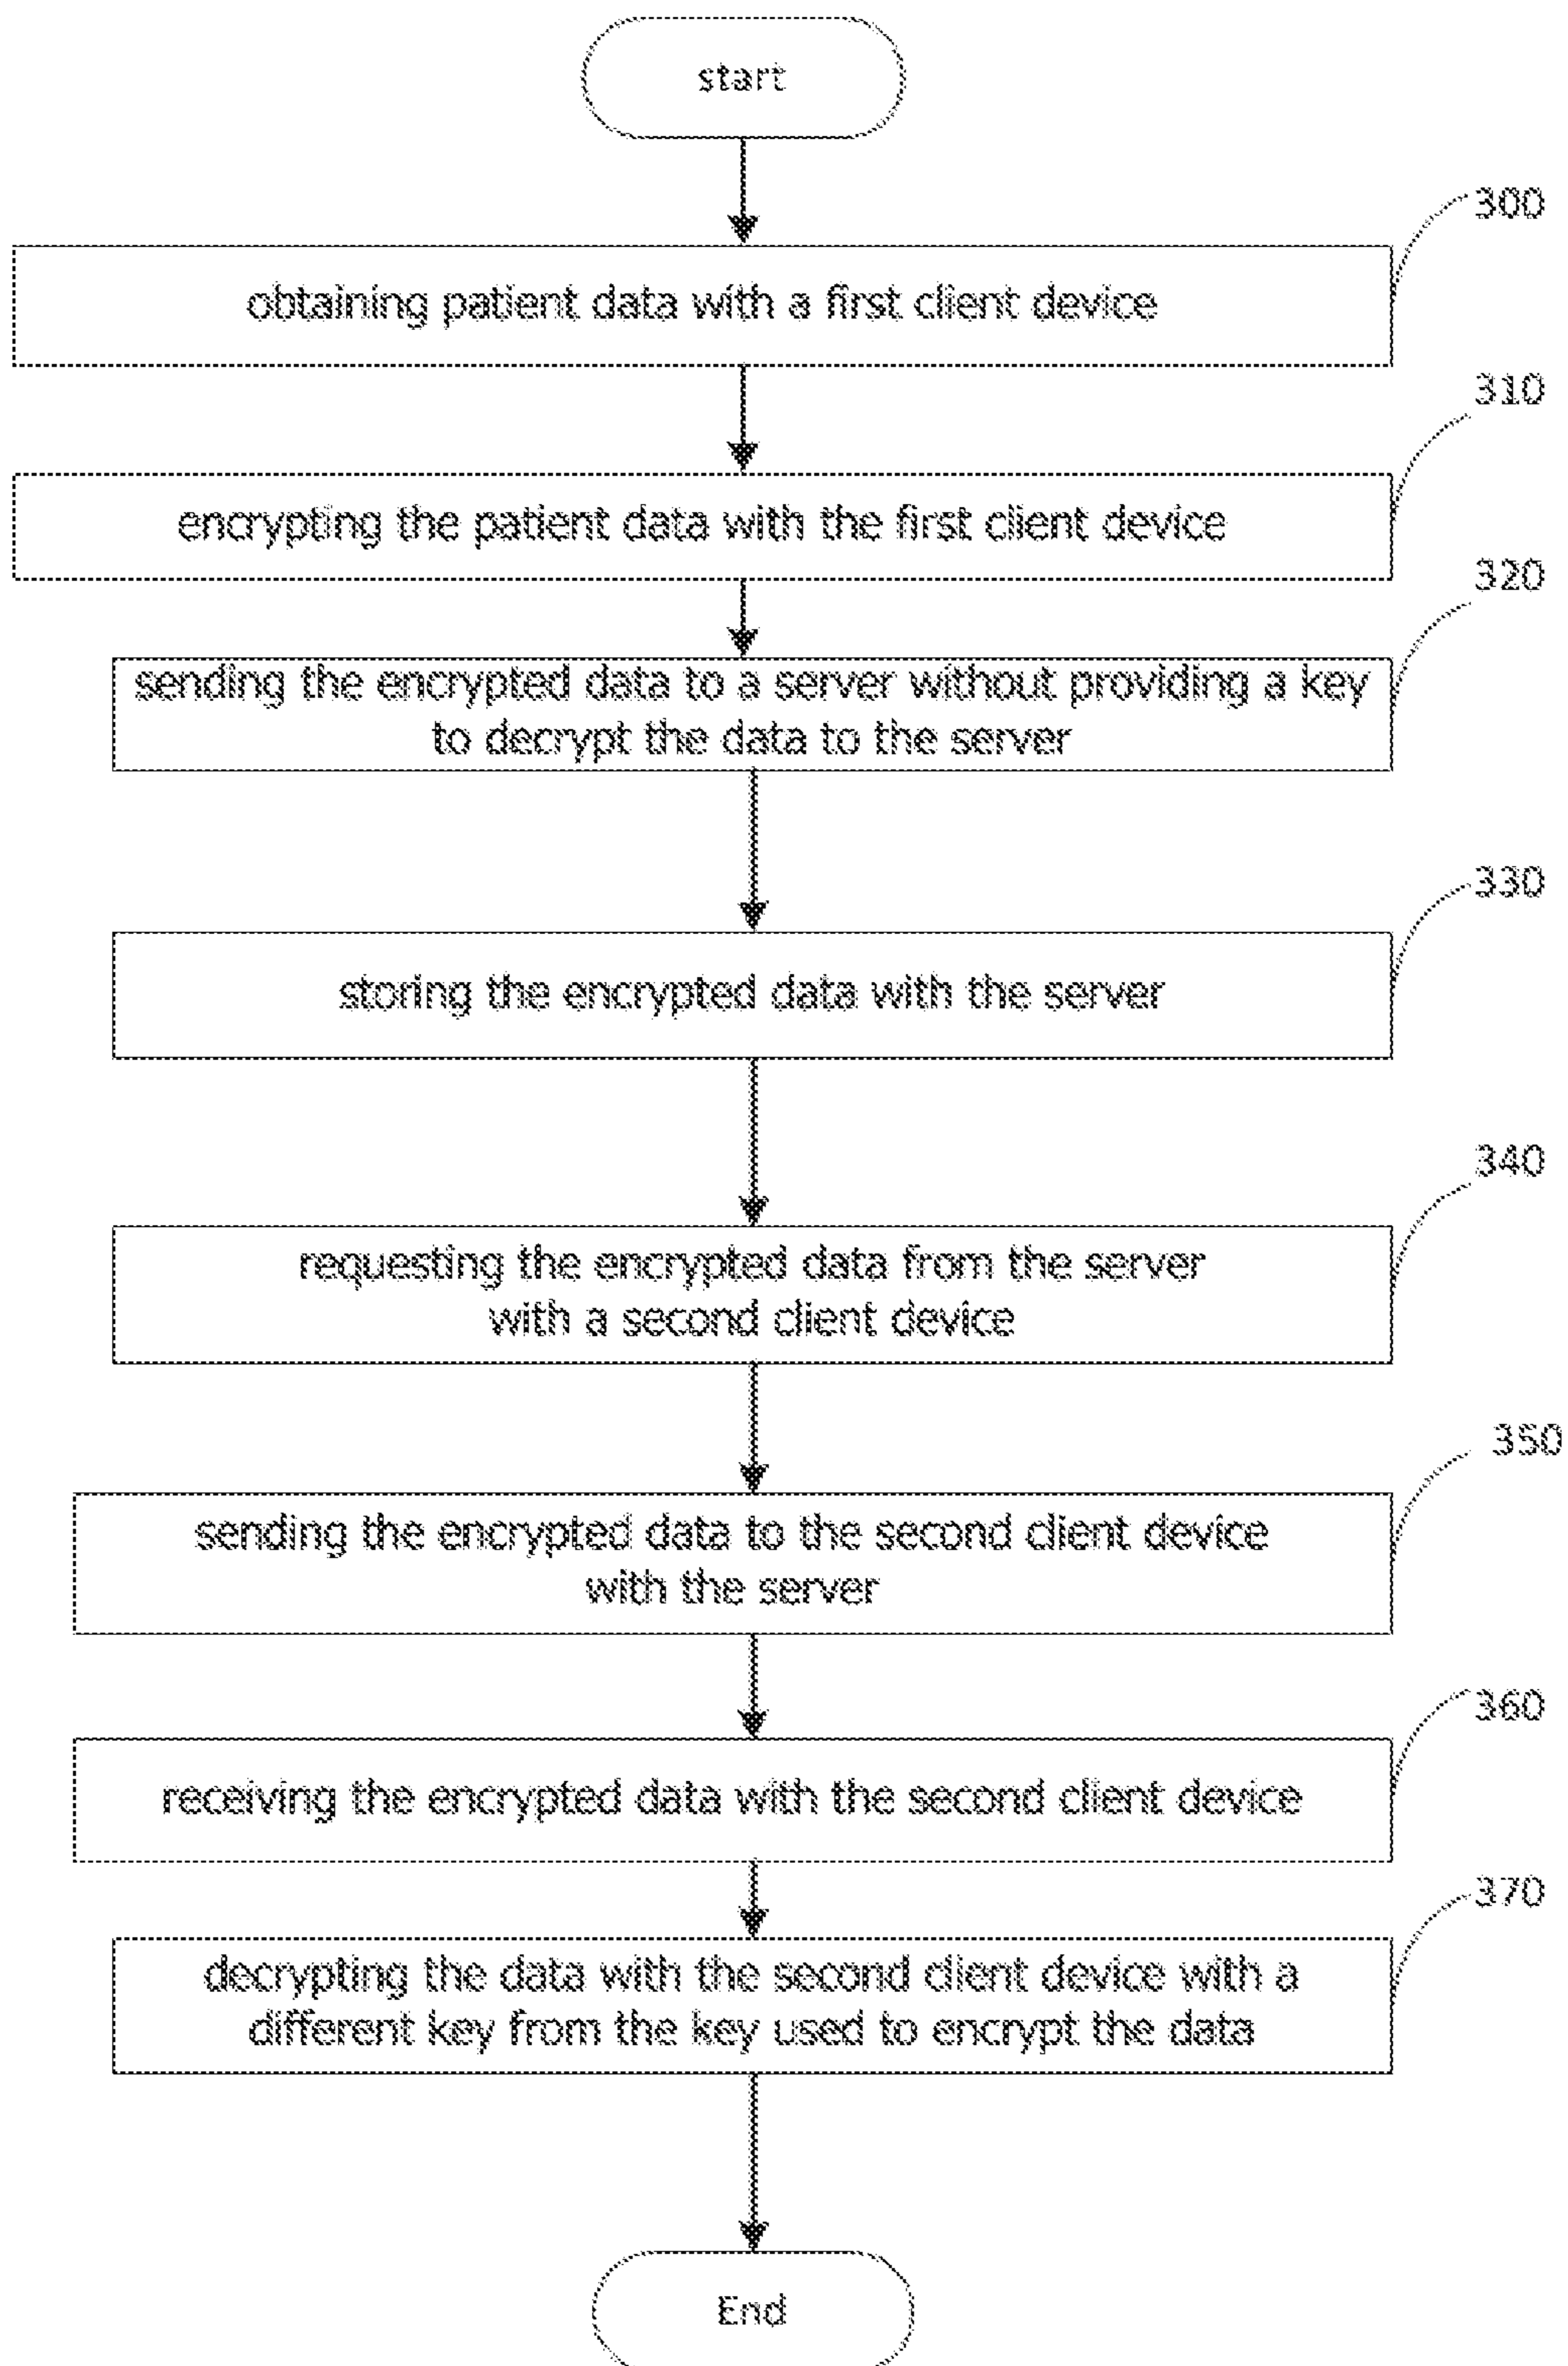 start
300
obtaining patient data with a first client device
310
encrypting the patient data with the first client device
320
sending the encrypted data to a server without providing a key
to decrypt the data to the server
330
storing the encrypted data with the server
340
requesting the encrypted data from the server
with a second client device
350
sending the encrypted data to the second client device
with the server
360
receiving the encrypted data with the second client device
370
decrypting the data with the second client device with a
different key from the key used to encrypt the data
End